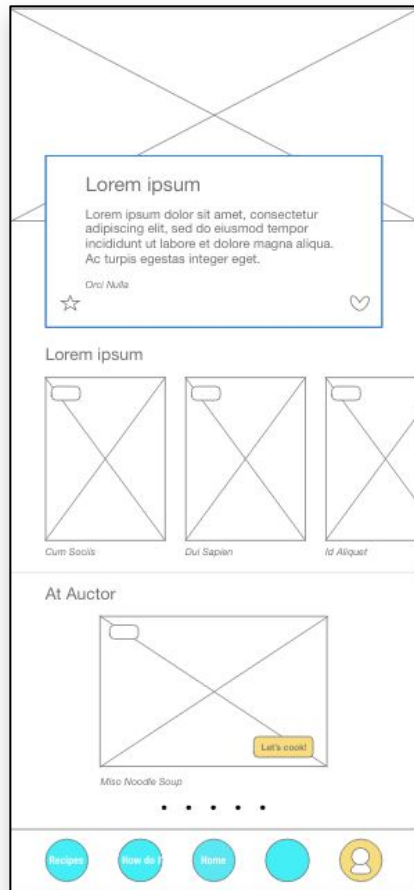 Lorem ipsum
Lorem ipsum dolor sit amet, consectetur
adipiscing elit, sed do eiusmod tempor
incididunt ut labore et dolore magna aliqua.
Ac turpis egestas integer eget.
Orci Nulla
Lorem ipsum
Cum Sociis
Dui Sapien
Id Aliquet
At Auctor
Let's cook!
Miso Noodle Soup
Recipes
How do I
Home